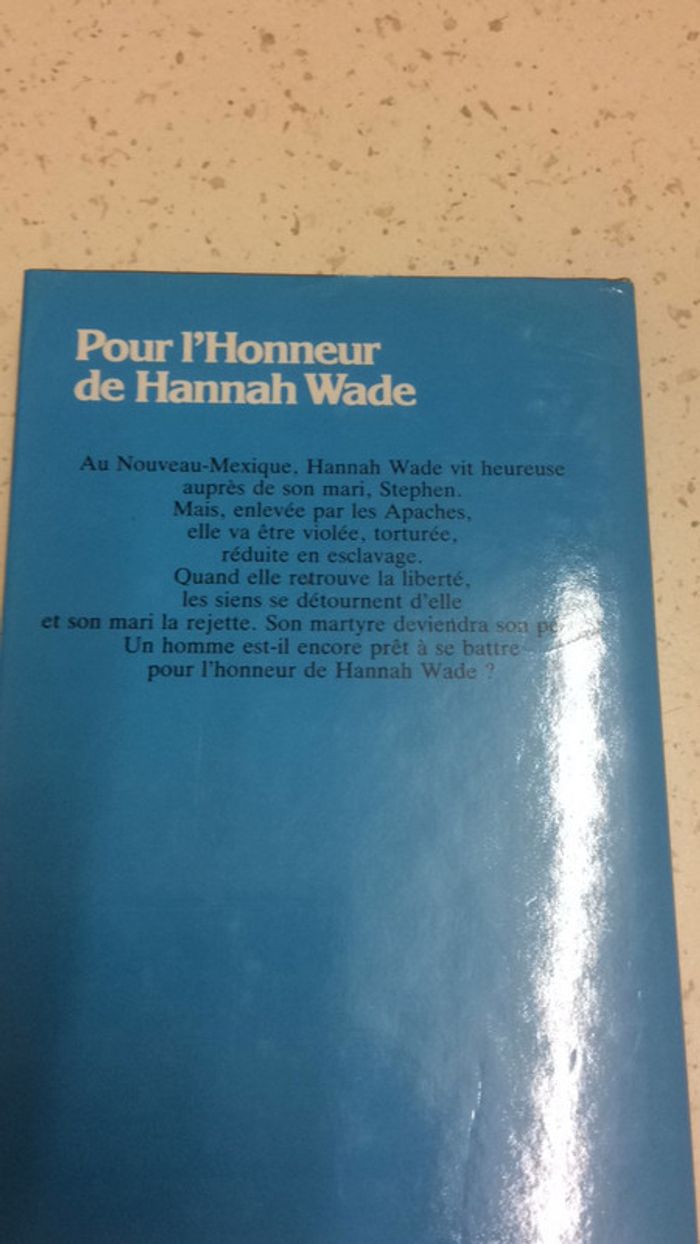 Pour l'Honneur
de Hannah Wade
Au Nouveau-Mexique, Hannah Wade vit heureuse
auprès de son mari, Stephen.
Mais, enlevée par les Apaches,
elle va être violée, torturée,
réduite en esclavage.
Quand elle retrouve la liberté,
les siens se détournent d'elle
et son mari la rejette. Son martyre deviendra son
Un homme est-il encore prêt à se battre
pour l'honneur de Hannah Wade ?